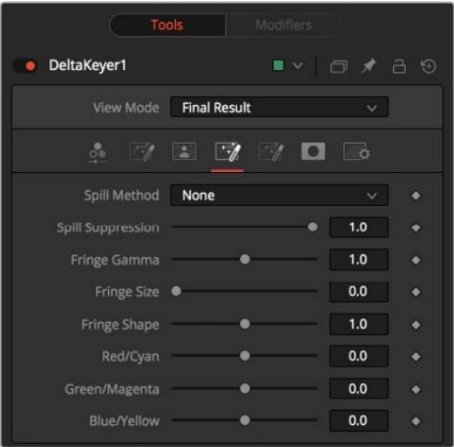 Tools Modifiers
DeltaKeyer1
View Mode Final Result
Spill Method None
Spill Suppression 1.0
Fringe Gamma 1.0
Fringe Size 0.0
Fringe Shape 1.0
Red/Cyan 0.0
Green/Magenta 0.0
Blue/Yellow 0.0